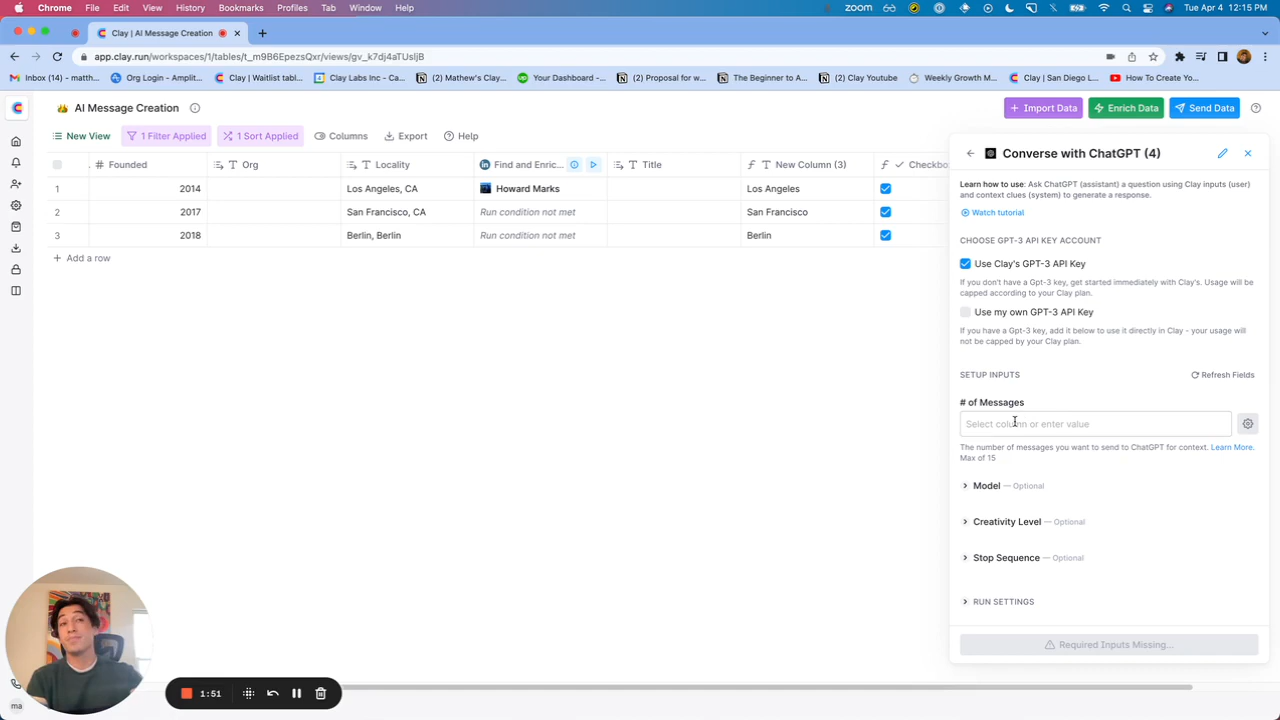 Chrome File Edit View History Bookmarks Profiles Tab Window Help ZOOM Thu Apr 20 12:15 PM
Clay | AI Message Creation
app.clay.run/workspaces/1/tables/t_m9B6EpezsQxr/views/gv_k7dj4aTUsljB
Inbox (14) - matth... Org Login - Amplit... Clay | Waitlist tabl... Clay Labs Inc - Ca... (2) Mathew's Clay... Your Dashboard -... (2) Proposal for w... The Beginner to A... (2) Clay Youtube Weekly Growth M... Clay | San Diego L... How To Create Yo...
AI Message Creation
Import Data Enrich Data Send Data
New View 1 Filter Applied 1 Sort Applied Columns Export Help
# Founded Org Locality Find and Enric... Title New Column (3) Checkbo
1 2014 Los Angeles, CA Howard Marks Los Angeles
2 2017 San Francisco, CA Run condition not met San Francisco
3 2018 Berlin, Berlin Run condition not met Berlin
+ Add a row
Converse with ChatGPT (4)
Learn how to use: Ask ChatGPT (assistant) a question using Clay inputs (user)
and context clues (system) to generate a response.
Watch tutorial
CHOOSE GPT-3 API KEY ACCOUNT
Use Clay's GPT-3 API Key
If you don't have a Gpt-3 key, get started immediately with Clay's. Usage will be
capped according to your Clay plan.
Use my own GPT-3 API Key
If you have a Gpt-3 key, add it below to use it directly in Clay - your usage will
not be capped by your Clay plan.
SETUP INPUTS Refresh Fields
# of Messages
Select column or enter value
The number of messages you want to send to ChatGPT for context. Learn More.
Max of 15
Model — Optional
Creativity Level — Optional
Stop Sequence — Optional
RUN SETTINGS
Required Inputs Missing...
1:51
ma